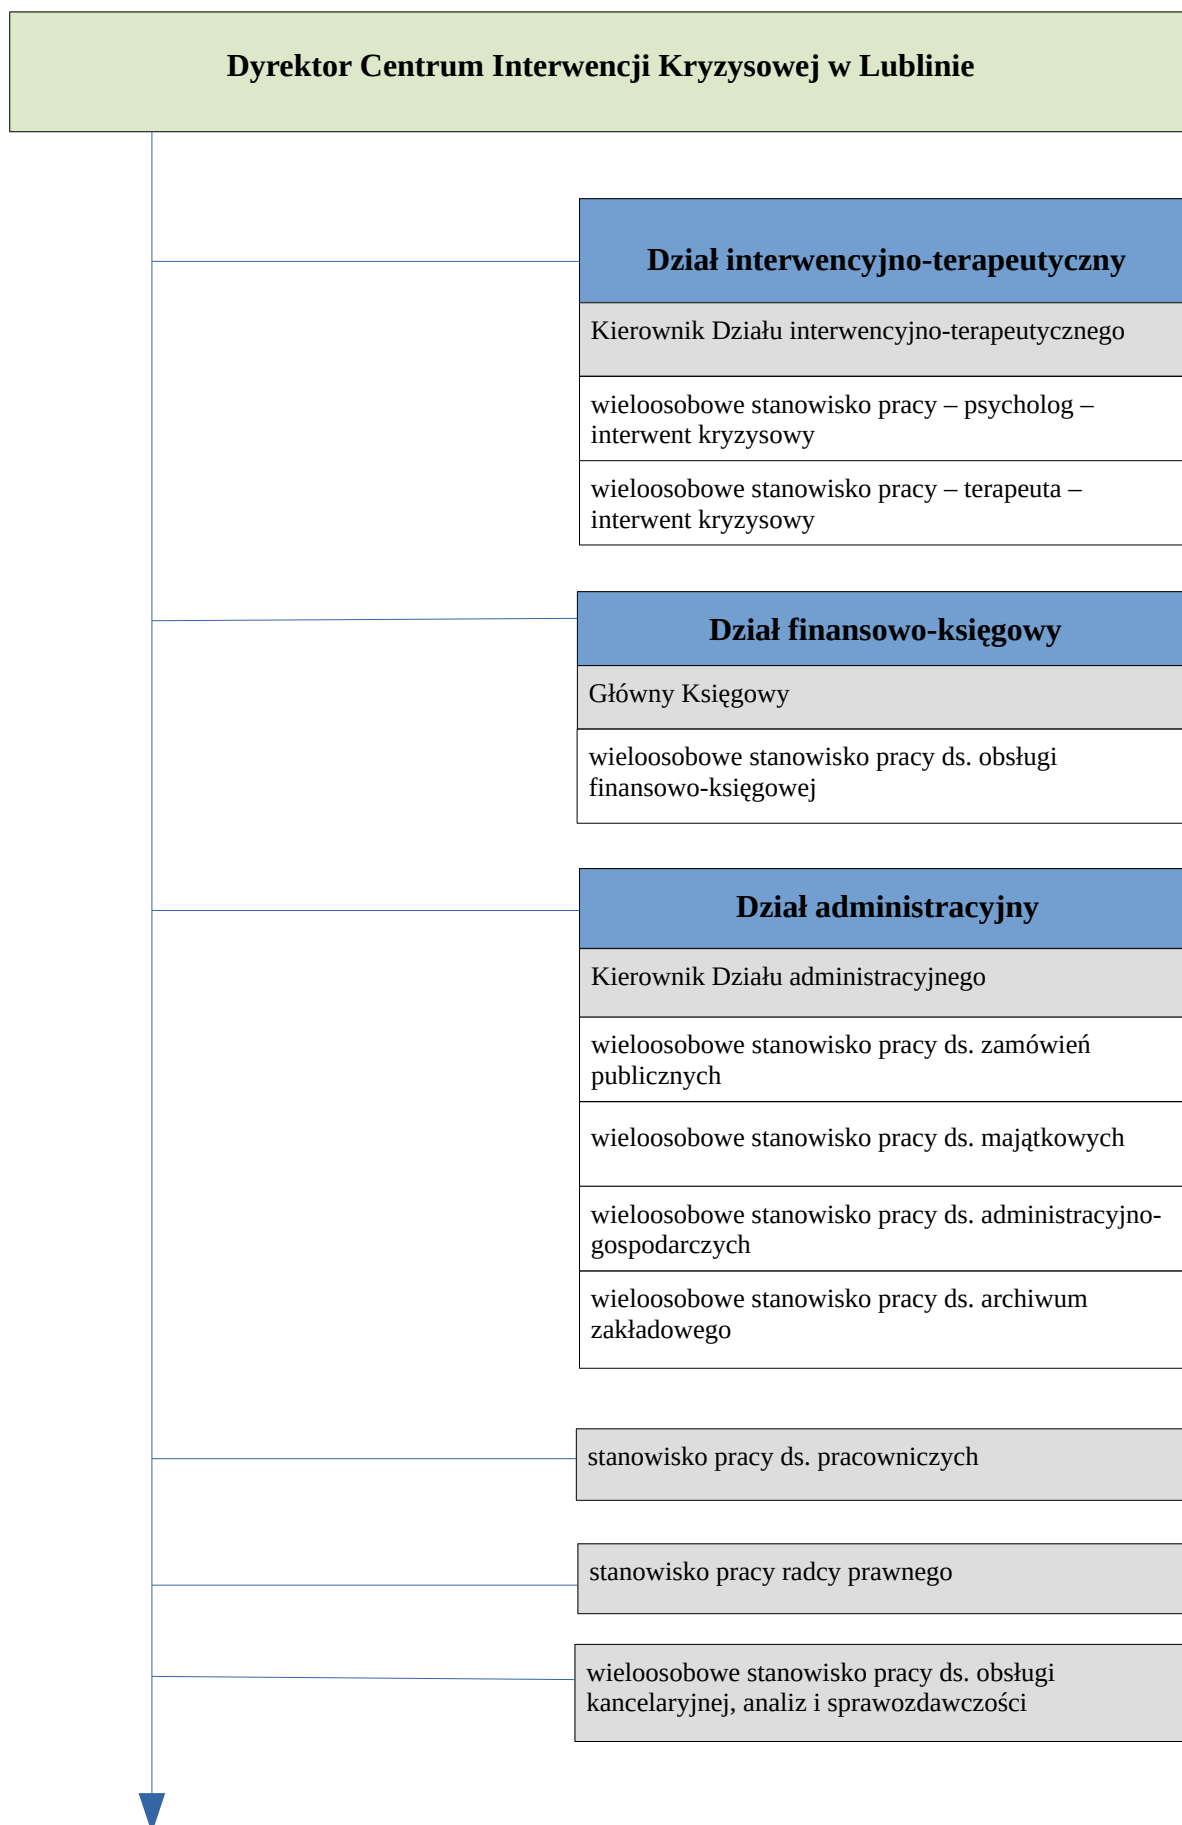 Dyrektor Centrum Interwencji Kryzysowej w Lublinie
Dział interwencyjno-terapeutyczny
Kierownik Działu interwencyjno-terapeutycznego
wieloosobowe stanowisko pracy – psycholog –
interwent kryzysowy
wieloosobowe stanowisko pracy – terapeuta –
interwent kryzysowy
Dział finansowo-księgowy
Główny Księgowy
wieloosobowe stanowisko pracy ds. obsługi
finansowo-księgowej
Dział administracyjny
Kierownik Działu administracyjnego
wieloosobowe stanowisko pracy ds. zamówień
publicznych
wieloosobowe stanowisko pracy ds. majątkowych
wieloosobowe stanowisko pracy ds. administracyjno-
gospodarczych
wieloosobowe stanowisko pracy ds. archiwum
zakładowego
stanowisko pracy ds. pracowniczych
stanowisko pracy radcy prawnego
wieloosobowe stanowisko pracy ds. obsługi
kancelaryjnej, analiz i sprawozdawczości